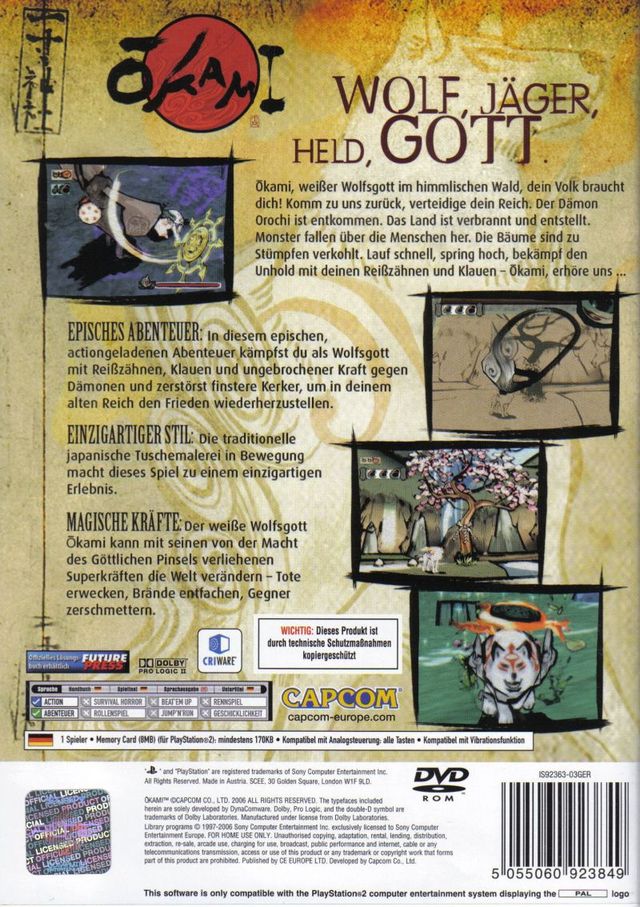 ŌKAMI
WOLF, JÄGER,
HELD, GOTT.
Ōkami, weißer Wolfsgott im himmlischen Wald, dein Volk braucht
dich! Komm zu uns zurück, verteidige dein Reich. Der Dämon
Orochi ist entkommen. Das Land ist verbrannt und entstellt.
Monster fallen über die Menschen her. Die Bäume sind zu
Stümpfen verkohlt. Lauf schnell, spring hoch, bekämpf den
Unhold mit deinen Reißzähnen und Klauen – Ōkami, erhöre uns ...
EPISCHES ABENTEUER: In diesem epischen,
actiongeladenen Abenteuer kämpfst du als Wolfsgott
mit Reißzähnen, Klauen und ungebrochener Kraft gegen
Dämonen und zerstörst finstere Kerker, um in deinem
alten Reich den Frieden wiederherzustellen.
EINZIGARTIGER STIL: Die traditionelle
japanische Tuschemalerei in Bewegung
macht dieses Spiel zu einem einzigartigen
Erlebnis.
MAGISCHE KRÄFTE: Der weiße Wolfsgott
Ōkami kann mit seinen von der Macht
des Göttlichen Pinsels verliehenen
Superkräften die Welt verändern – Tote
erwecken, Brände entfachen, Gegner
zerschmettern.
Offizielles Lösungs-
buch erhältlich
FUTURE
PRESS
DOLBY
PRO LOGIC II
CRIWARE
WICHTIG: Dieses Produkt ist
durch technische Schutzmaßnahmen
kopiergeschützt
Sprache Handbuch Spieltext Sprachausgabe Untertitel
ACTION SURVIVAL HORROR BEAT'EM UP RENNSPIEL
ABENTEUER ROLLENSPIEL JUMP'N'RUN GESCHICKLICHKEIT
CAPCOM
capcom-europe.com
1 Spieler • Memory Card (8MB) (für PlayStation®2): mindestens 170KB • Kompatibel mit Analogsteuerung: alle Tasten • Kompatibel mit Vibrationsfunktion
" and "PlayStation" are registered trademarks of Sony Computer Entertainment Inc.
All Rights Reserved. Made in Austria. SCEE, 30 Golden Square, London W1F 9LD.
DVD
ROM
IS92363-03GER
ŌKAMI™ ©CAPCOM CO., LTD. 2006 ALL RIGHTS RESERVED. The typefaces included
herein are solely developed by DynaComware. Dolby, Pro Logic, and the double-D symbol are
trademarks of Dolby Laboratories. Manufactured under license from Dolby Laboratories.
Library programs © 1997-2006 Sony Computer Entertainment Inc. exclusively licensed to Sony Computer
Entertainment Europe. FOR HOME USE ONLY. Unauthorised copying, adaptation, rental, lending, distribution,
extraction, re-sale, arcade use, charging for use, broadcast, public performance and internet, cable or any
telecommunications transmission, access or use of this product or any trademark or copyright work that forms
part of this product are prohibited. Published by CE EUROPE LTD. Developed by Capcom Co., Ltd.
OFFICIAL
LICENSED PRODUCT
5 055060 923849
This software is only compatible with the PlayStation®2 computer entertainment system displaying the PAL logo